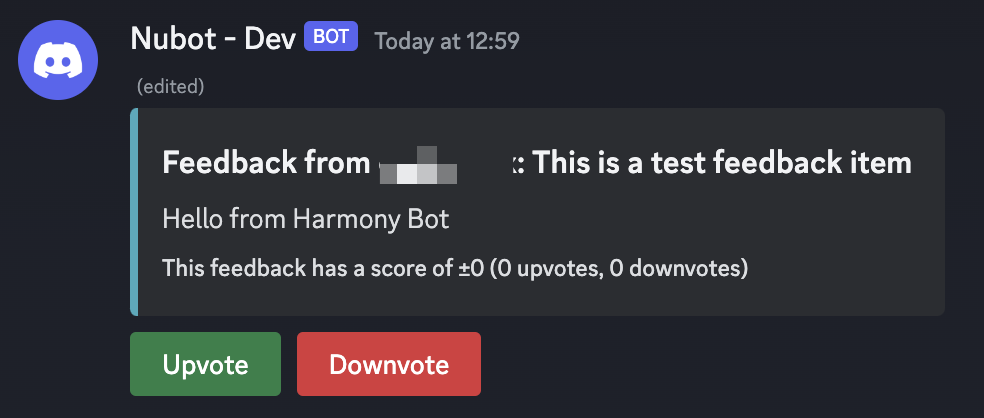 Nubot - Dev BOT Today at 12:59
(edited)
Feedback from : This is a test feedback item
Hello from Harmony Bot
This feedback has a score of ±0 (0 upvotes, 0 downvotes)
Upvote Downvote